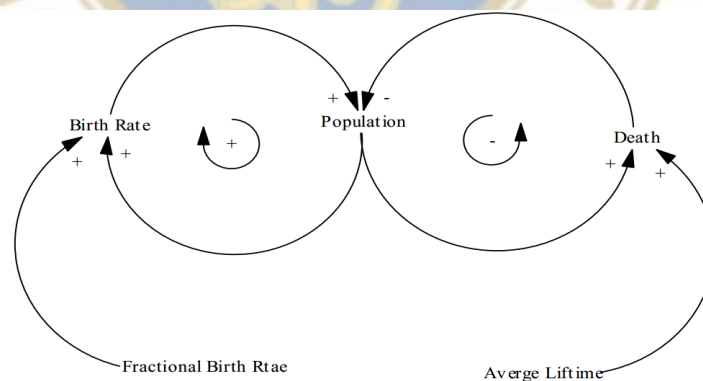 + -
Birth Rate
Population
Death
+ +
+
-
+ +
Fractional Birth Rtae
Averge Liftime